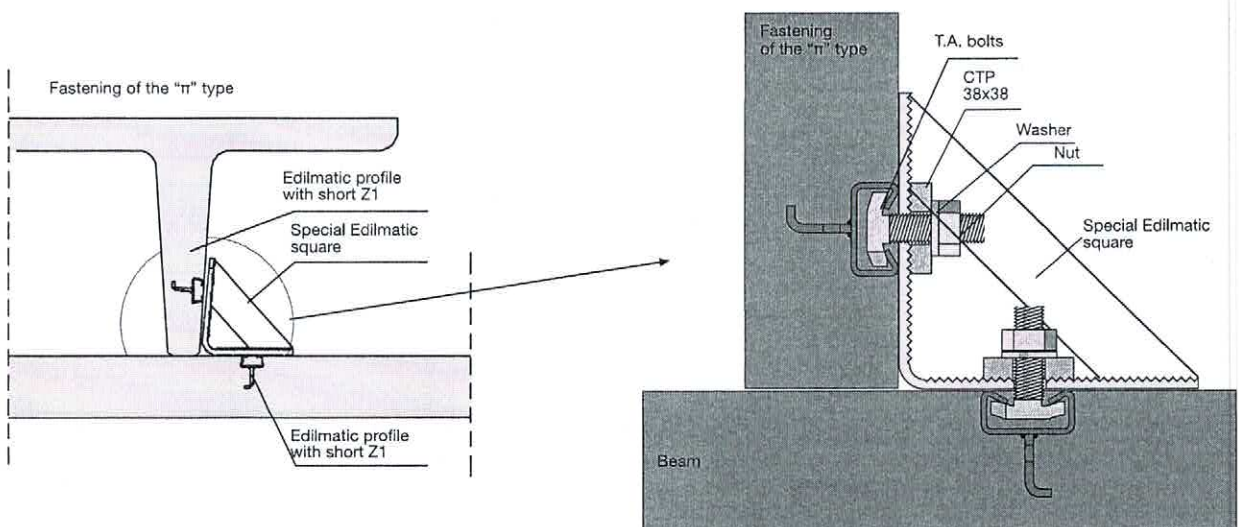 Fastening of the "π" type
Edilmatic profile
with short Z1
Special Edilmatic
square
Edilmatic profile
with short Z1
Fastening
of the "π" type
T.A. bolts
CTP
38x38
Washer
Nut
Special Edilmatic
square
Beam